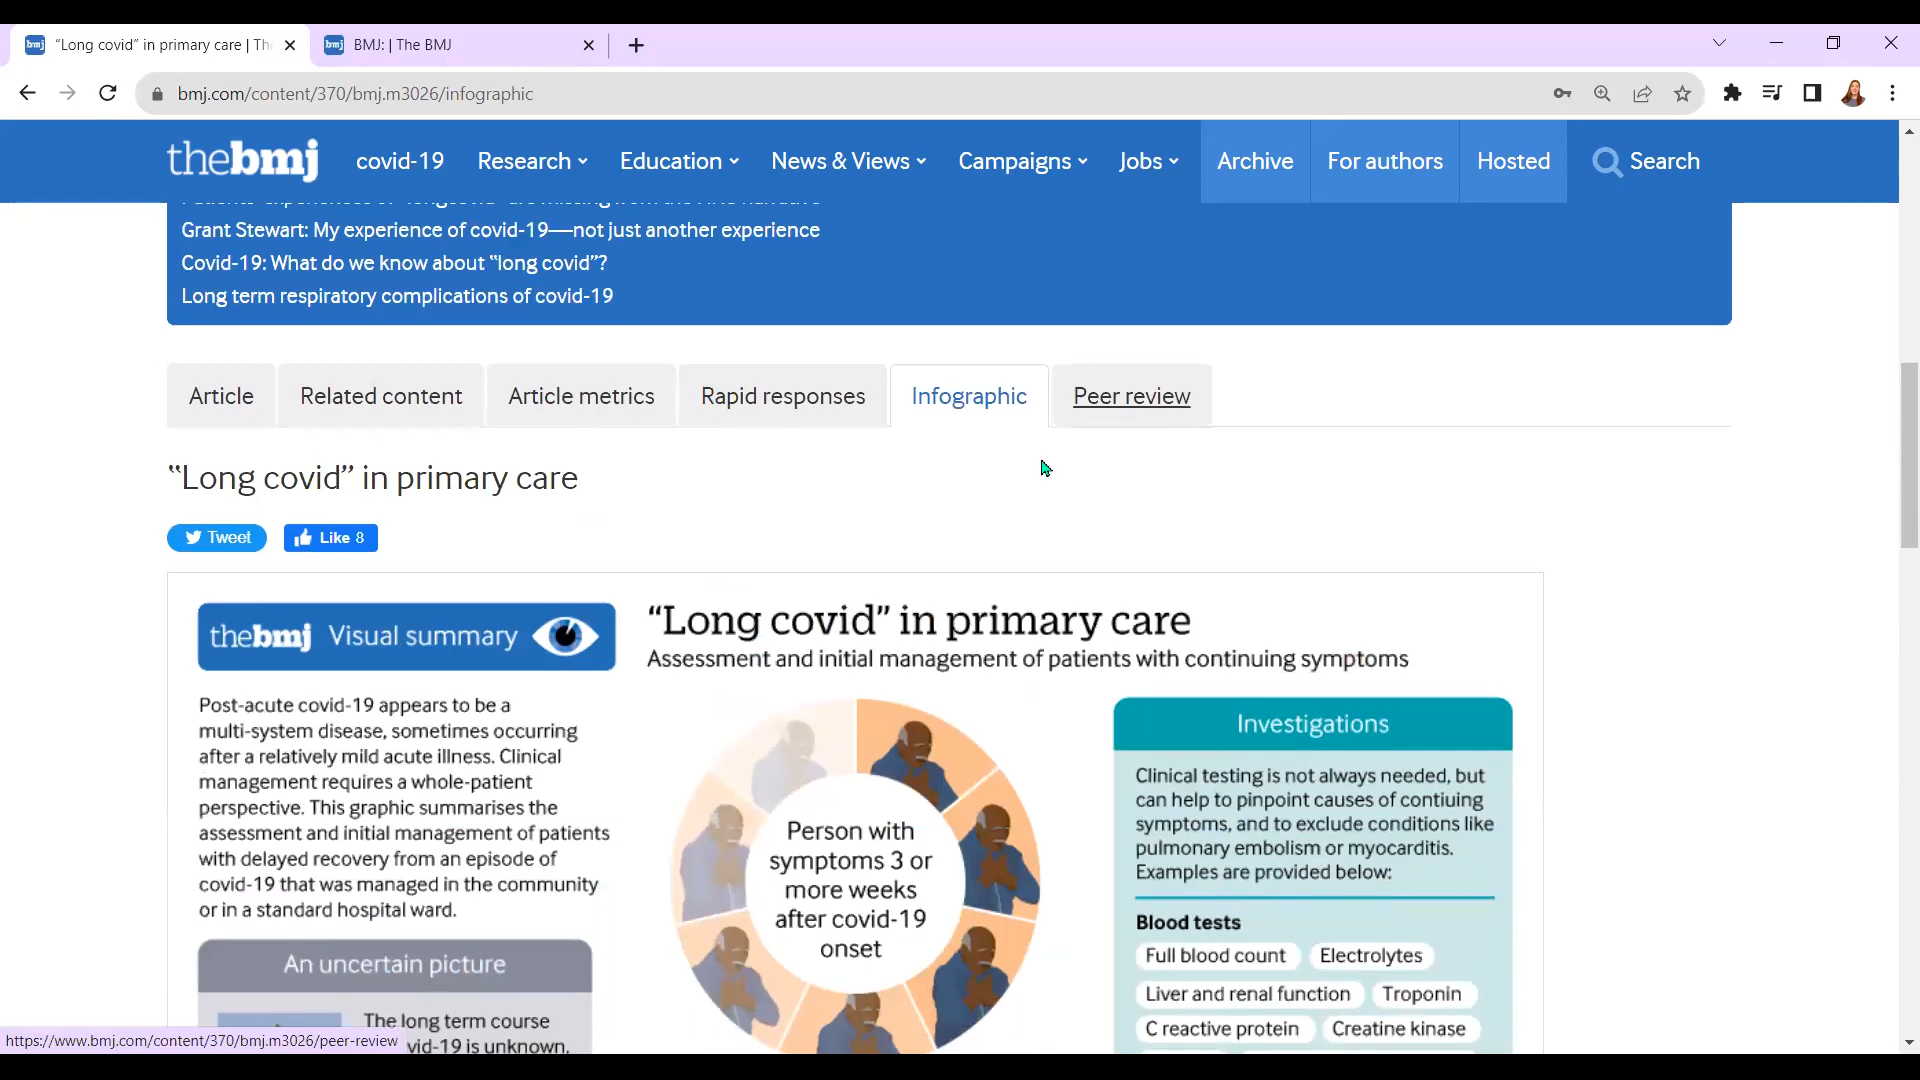 bmj "Long covid" in primary care | Th
bmj BMJ: | The BMJ
bmj.com/content/370/bmj.m3026/infographic
thebmj covid-19 Research Education News & Views Campaigns Jobs Archive For authors Hosted Search
Grant Stewart: My experience of covid-19—not just another experience
Covid-19: What do we know about "long covid"?
Long term respiratory complications of covid-19
Article Related content Article metrics Rapid responses Infographic Peer review
"Long covid" in primary care
Tweet Like 8
thebmj Visual summary
"Long covid" in primary care
Assessment and initial management of patients with continuing symptoms
Post-acute covid-19 appears to be a
multi-system disease, sometimes occurring
after a relatively mild acute illness. Clinical
management requires a whole-patient
perspective. This graphic summarises the
assessment and initial management of patients
with delayed recovery from an episode of
covid-19 that was managed in the community
or in a standard hospital ward.
An uncertain picture
The long term course
vid-19 is unknown.
Person with
symptoms 3 or
more weeks
after covid-19
onset
Investigations
Clinical testing is not always needed, but
can help to pinpoint causes of contiuing
symptoms, and to exclude conditions like
pulmonary embolism or myocarditis.
Examples are provided below:
Blood tests
Full blood count Electrolytes
Liver and renal function Troponin
C reactive protein Creatine kinase
https://www.bmj.com/content/370/bmj.m3026/peer-review